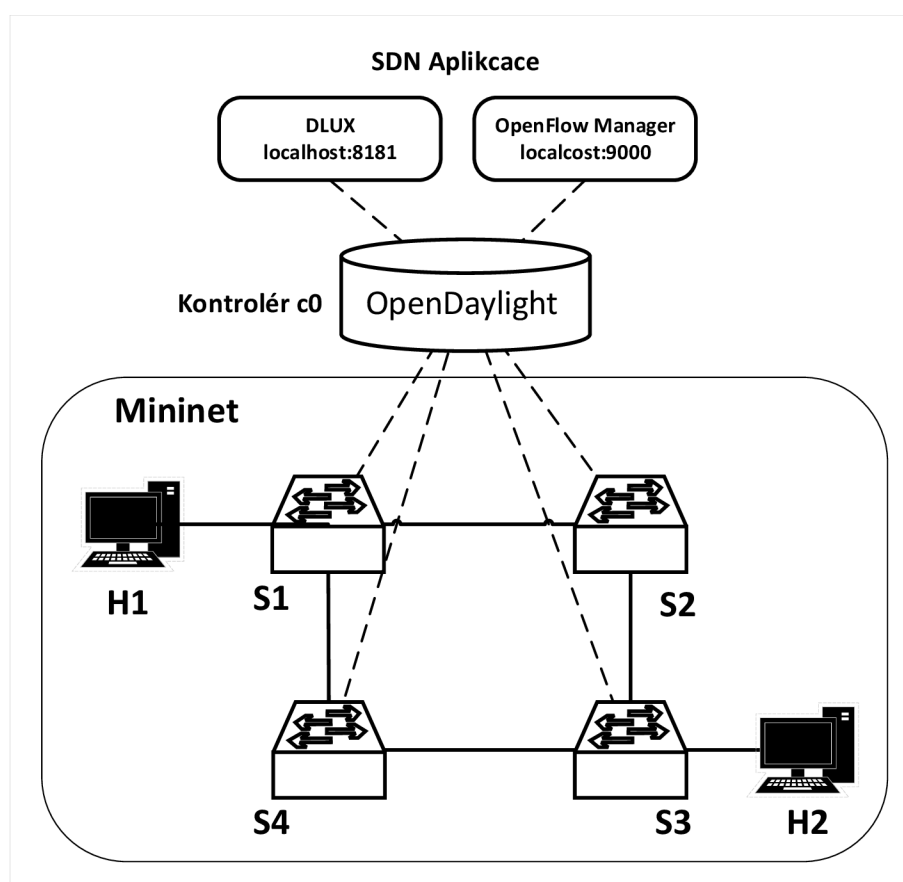 SDN Aplikcace
DLUX
localhost:8181
OpenFlow Manager
localcost:9000
Kontrolér c0
OpenDaylight
Mininet
H1
S1
S2
S4
S3
H2